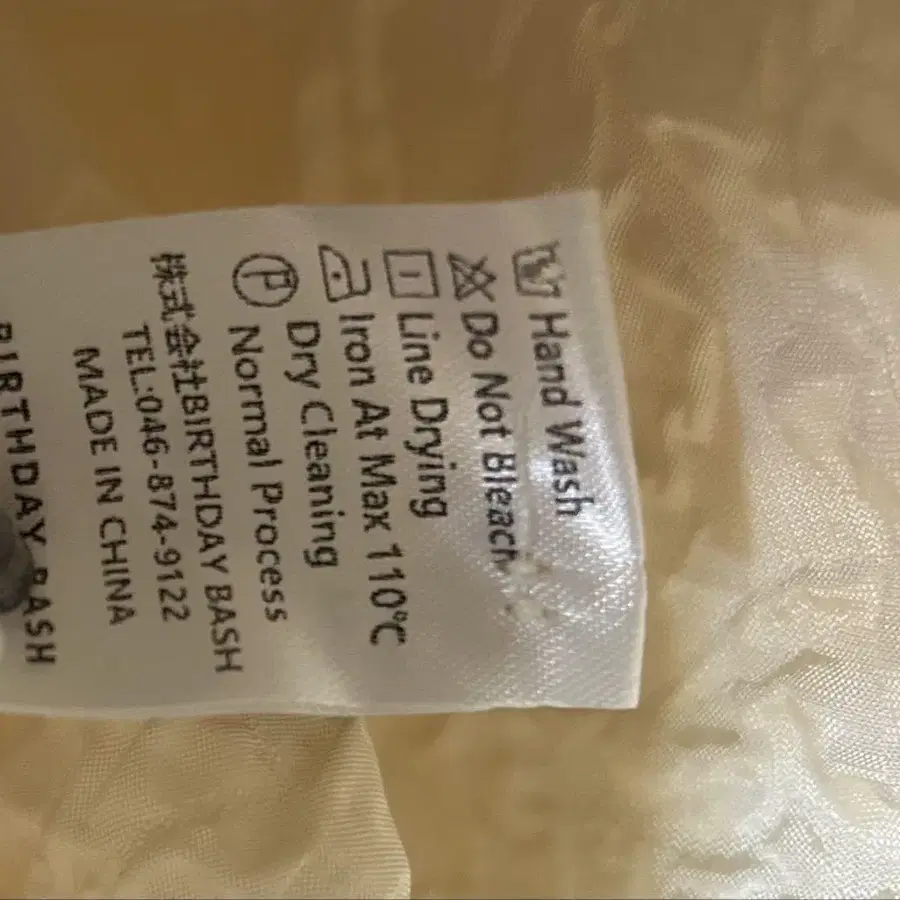 Hand Wash
Do Not Bleach
Line Drying
Iron At Max 110℃
Dry Cleaning
Normal Process
株式会社BIRTHDAY BASH
TEL:046-874-9122
MADE IN CHINA
BIRTHDAY BASH